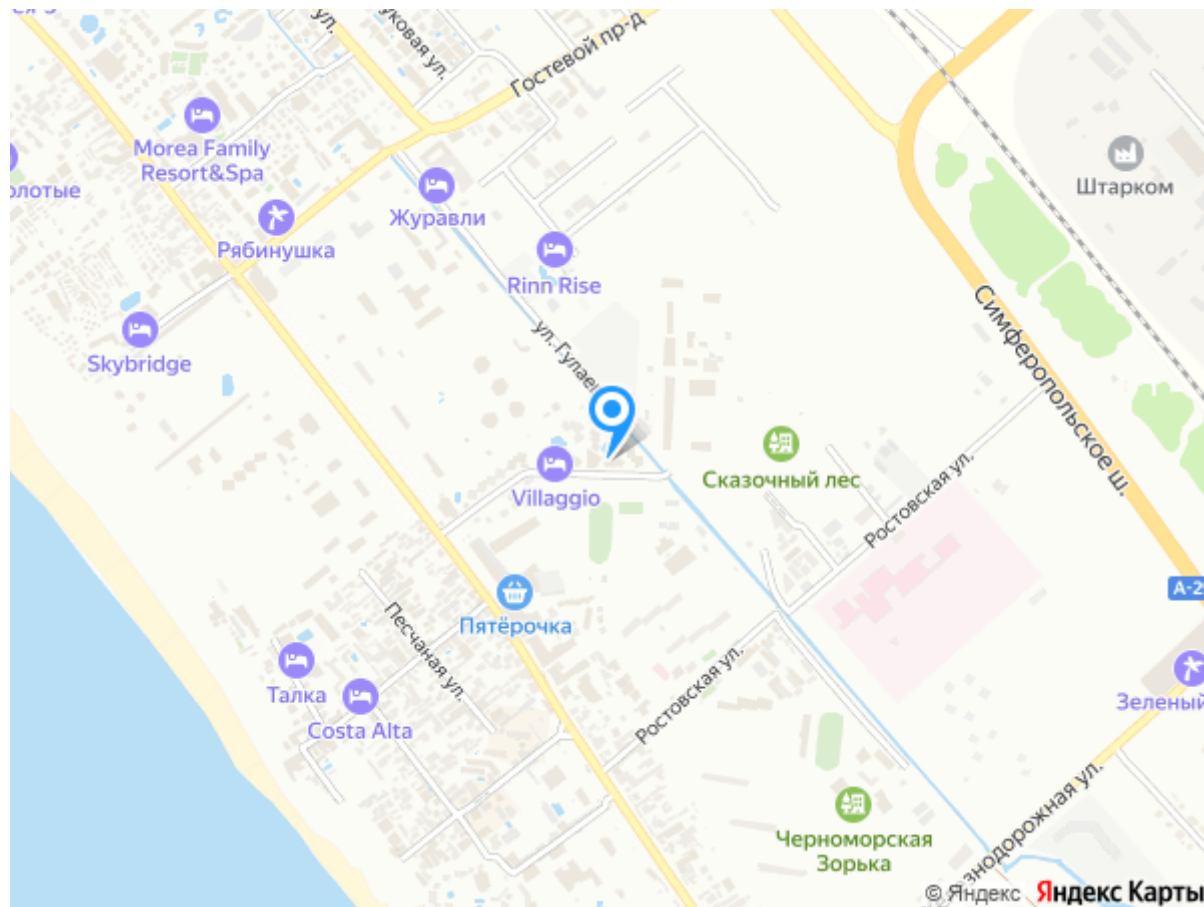 ул.
уковая ул.
Гостевой пр-д
Morea Family
Resort&Spa
олотые
Журавли
Рябинушка
Штарком
Rinn Rise
Skybridge
ул. Гулаев
Симферопольское ш.
Сказочный лес
Villaggio
Ростовская ул.
А-2
Пятёрочка
Песчаная ул.
Талка
Costa Alta
Ростовская ул.
Зеленый
знодорожная ул.
Черноморская
Зорька
© Яндекс Яндекс Карты